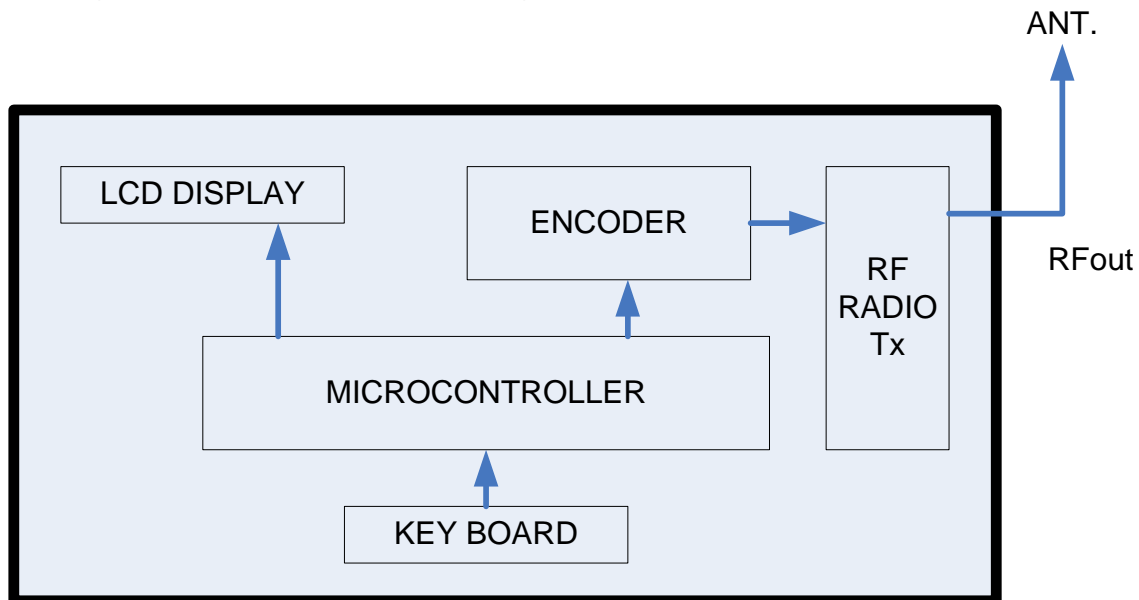 ANT.
LCD DISPLAY
ENCODER
RFout
RF
RADIO
Tx
MICROCONTROLLER
KEY BOARD